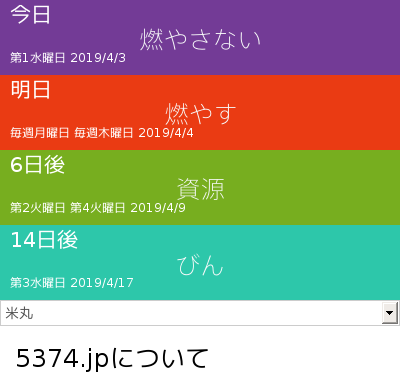 今日
燃やさない
第1水曜日 2019/4/3
明日
燃やす
毎週月曜日 毎週木曜日 2019/4/4
6日後
資源
第2火曜日 第4火曜日 2019/4/9
14日後
びん
第3水曜日 2019/4/17
米丸
5374.jpについて